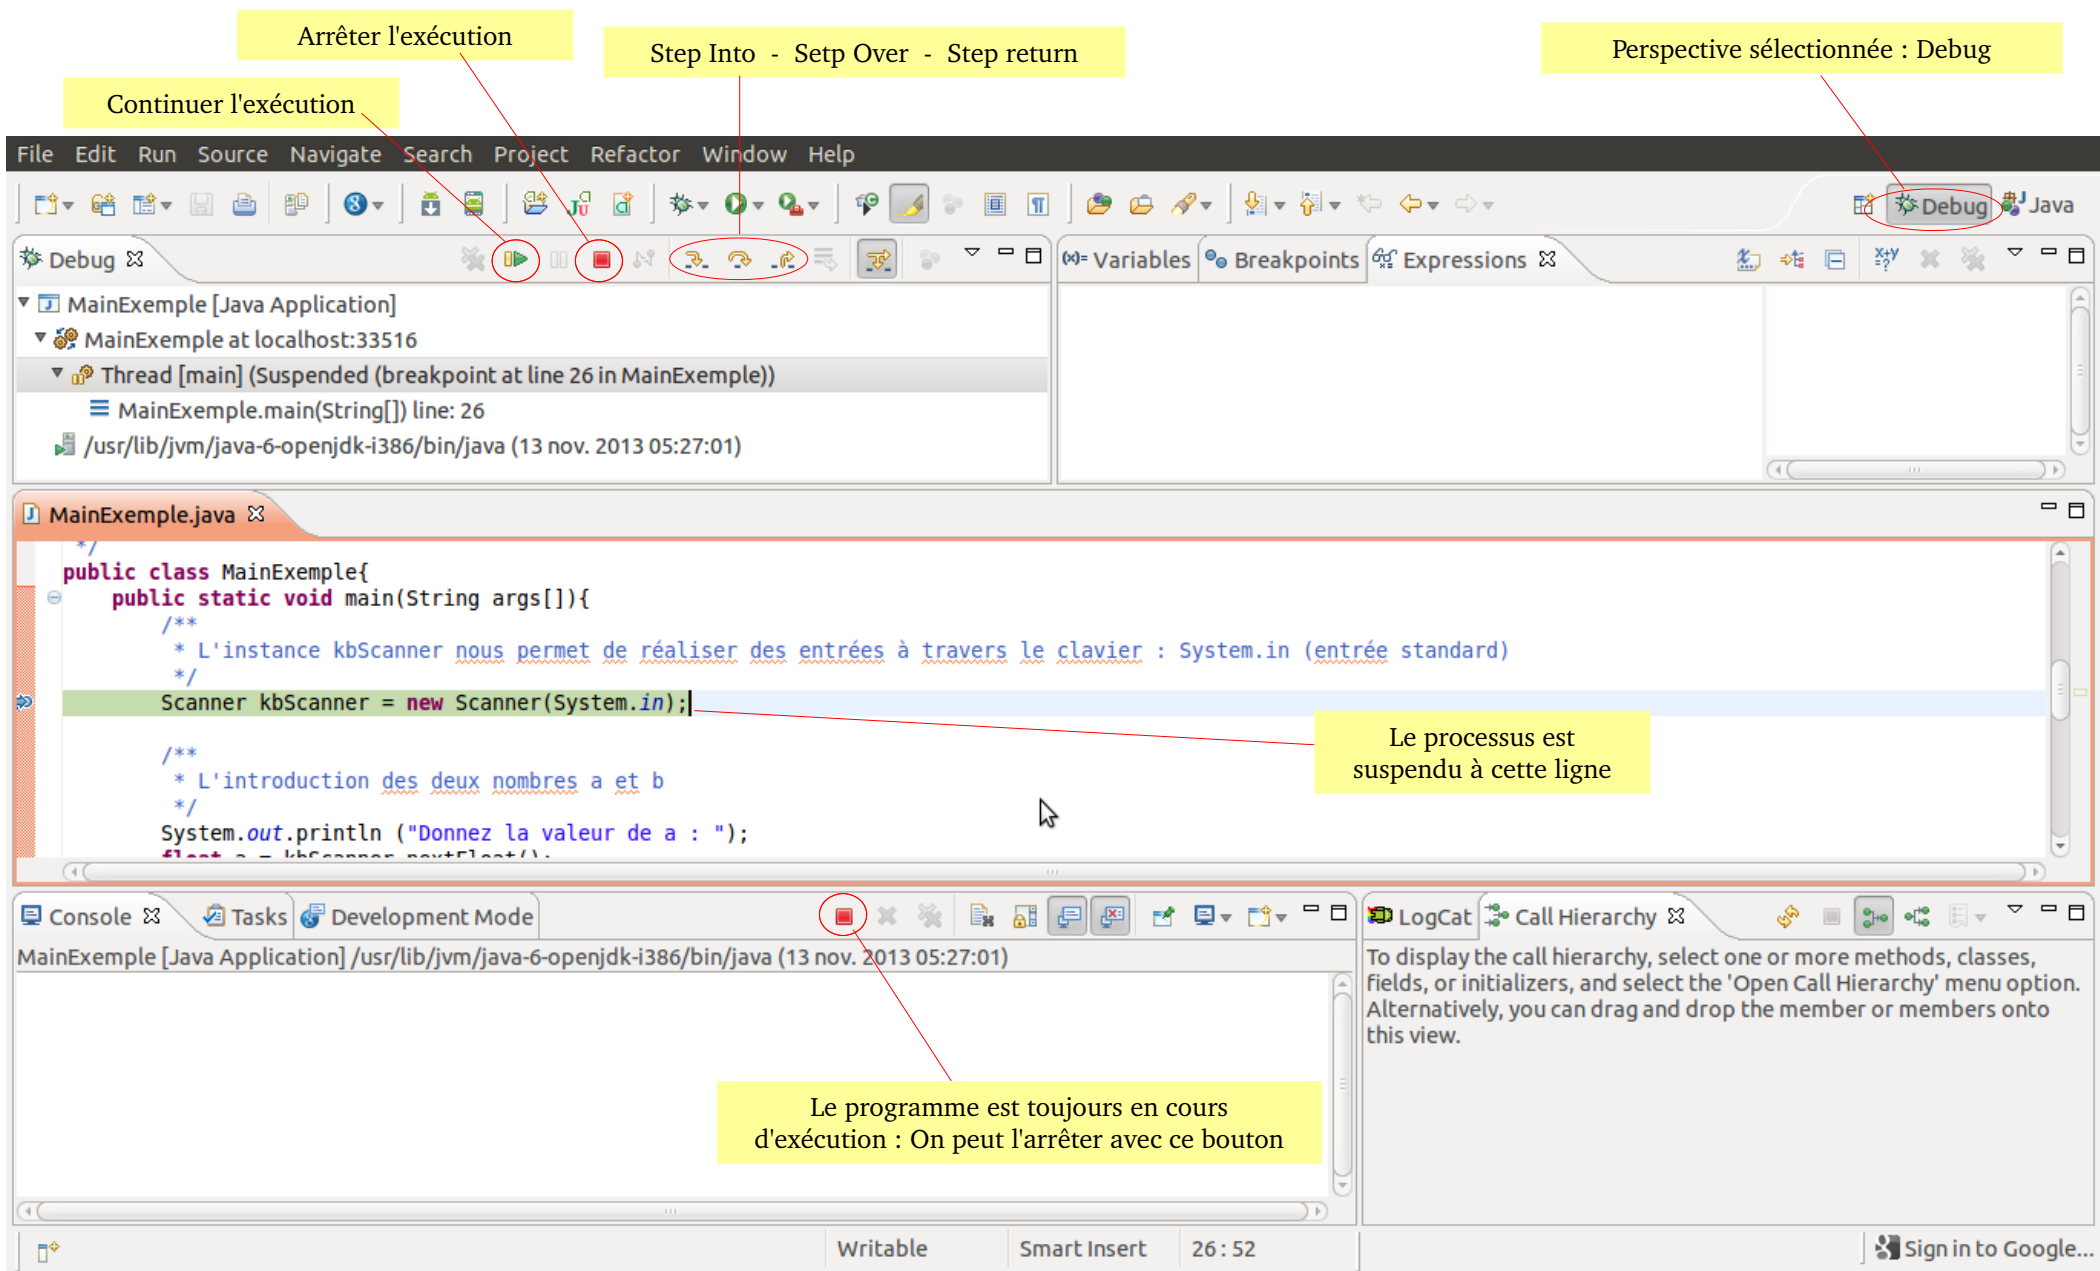 Arrêter l'exécution
Step Into - Setp Over - Step return
Perspective sélectionnée : Debug
Continuer l'exécution
File Edit Run Source Navigate Search Project Refactor Window Help
Debug Java
Debug
Variables Breakpoints Expressions
MainExemple [Java Application]
MainExemple at localhost:33516
Thread [main] (Suspended (breakpoint at line 26 in MainExemple))
MainExemple.main(String[]) line: 26
/usr/lib/jvm/java-6-openjdk-i386/bin/java (13 nov. 2013 05:27:01)
MainExemple.java
*/
public class MainExemple{
public static void main(String args[]){
/**
* L'instance kbScanner nous permet de réaliser des entrées à travers le clavier : System.in (entrée standard)
*/
Scanner kbScanner = new Scanner(System.in);
Le processus est
suspendu à cette ligne
/**
* L'introduction des deux nombres a et b
*/
System.out.println ("Donnez la valeur de a : ");
float a = kbScanner.nextFloat();
Console Tasks Development Mode
LogCat Call Hierarchy
MainExemple [Java Application] /usr/lib/jvm/java-6-openjdk-i386/bin/java (13 nov. 2013 05:27:01)
To display the call hierarchy, select one or more methods, classes,
fields, or initializers, and select the 'Open Call Hierarchy' menu option.
Alternatively, you can drag and drop the member or members onto
this view.
Le programme est toujours en cours
d'exécution : On peut l'arrêter avec ce bouton
Writable Smart Insert 26 : 52
Sign in to Google...